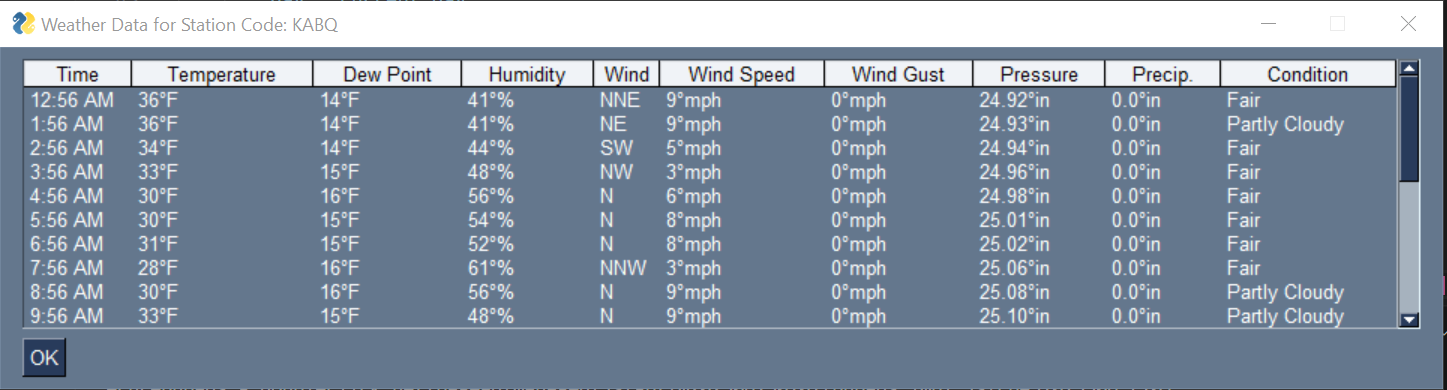 Weather Data for Station Code: KABQ
Time Temperature Dew Point Humidity Wind Wind Speed Wind Gust Pressure Precip. Condition
12:56 AM 36°F 14°F 41°% NNE 9°mph 0°mph 24.92°in 0.0°in Fair
1:56 AM 36°F 14°F 41°% NE 9°mph 0°mph 24.93°in 0.0°in Partly Cloudy
2:56 AM 34°F 14°F 44°% SW 5°mph 0°mph 24.94°in 0.0°in Fair
3:56 AM 33°F 15°F 48°% NW 3°mph 0°mph 24.96°in 0.0°in Fair
4:56 AM 30°F 16°F 56°% N 6°mph 0°mph 24.98°in 0.0°in Fair
5:56 AM 30°F 15°F 54°% N 8°mph 0°mph 25.01°in 0.0°in Fair
6:56 AM 31°F 15°F 52°% N 8°mph 0°mph 25.02°in 0.0°in Fair
7:56 AM 28°F 16°F 61°% NNW 3°mph 0°mph 25.06°in 0.0°in Fair
8:56 AM 30°F 16°F 56°% N 9°mph 0°mph 25.08°in 0.0°in Partly Cloudy
9:56 AM 33°F 15°F 48°% N 9°mph 0°mph 25.10°in 0.0°in Partly Cloudy
OK